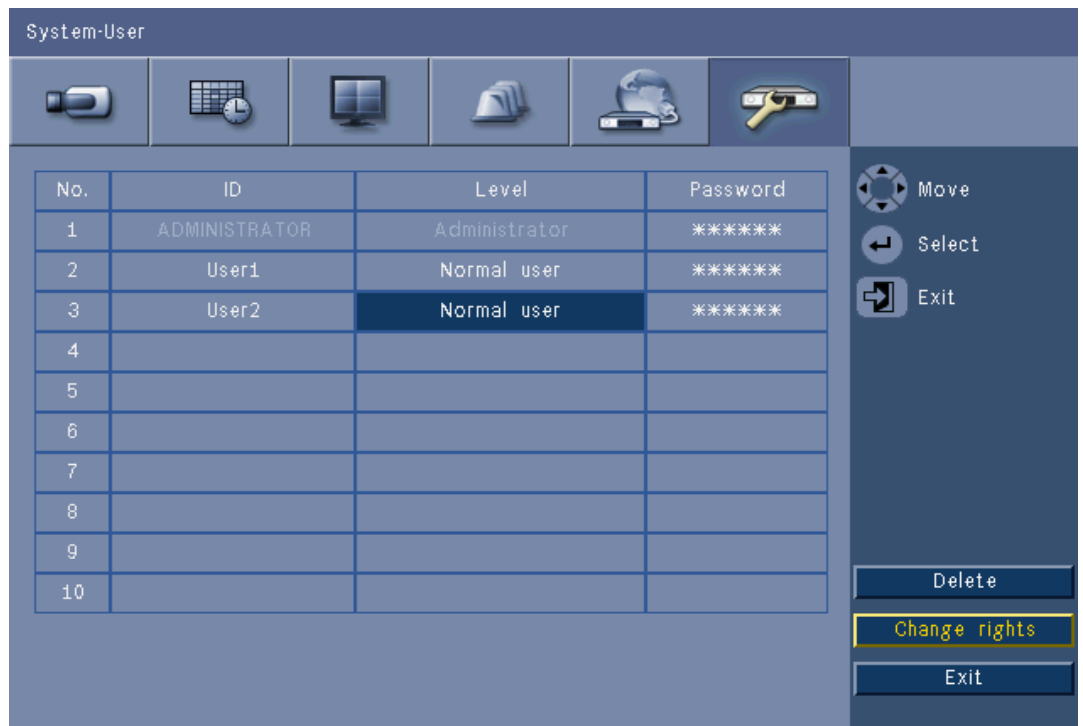 System-User
No. ID Level Password
1 ADMINISTRATOR Administrator ******
2 User1 Normal user ******
3 User2 Normal user ******
4
5
6
7
8
9
10
Move
Select
Exit
Delete
Change rights
Exit